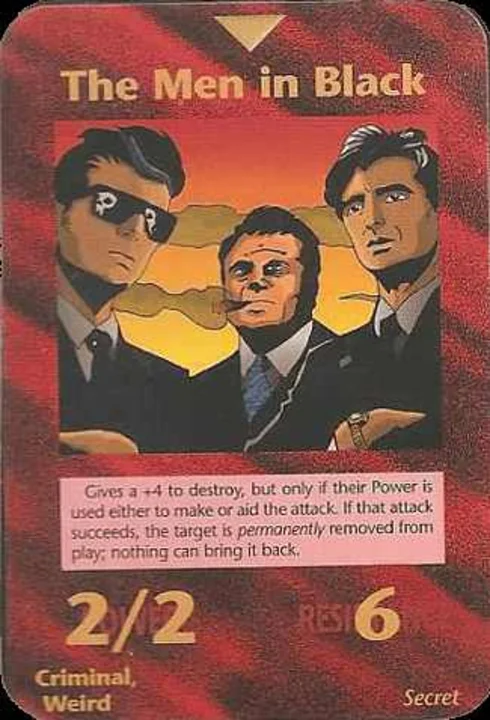 The Men in Black
Gives a +4 to destroy, but only if their Power is
used either to make or aid the attack. If that attack
succeeds, the target is permanently removed from
play; nothing can bring it back.
2/2 6
Criminal,
Weird
Secret